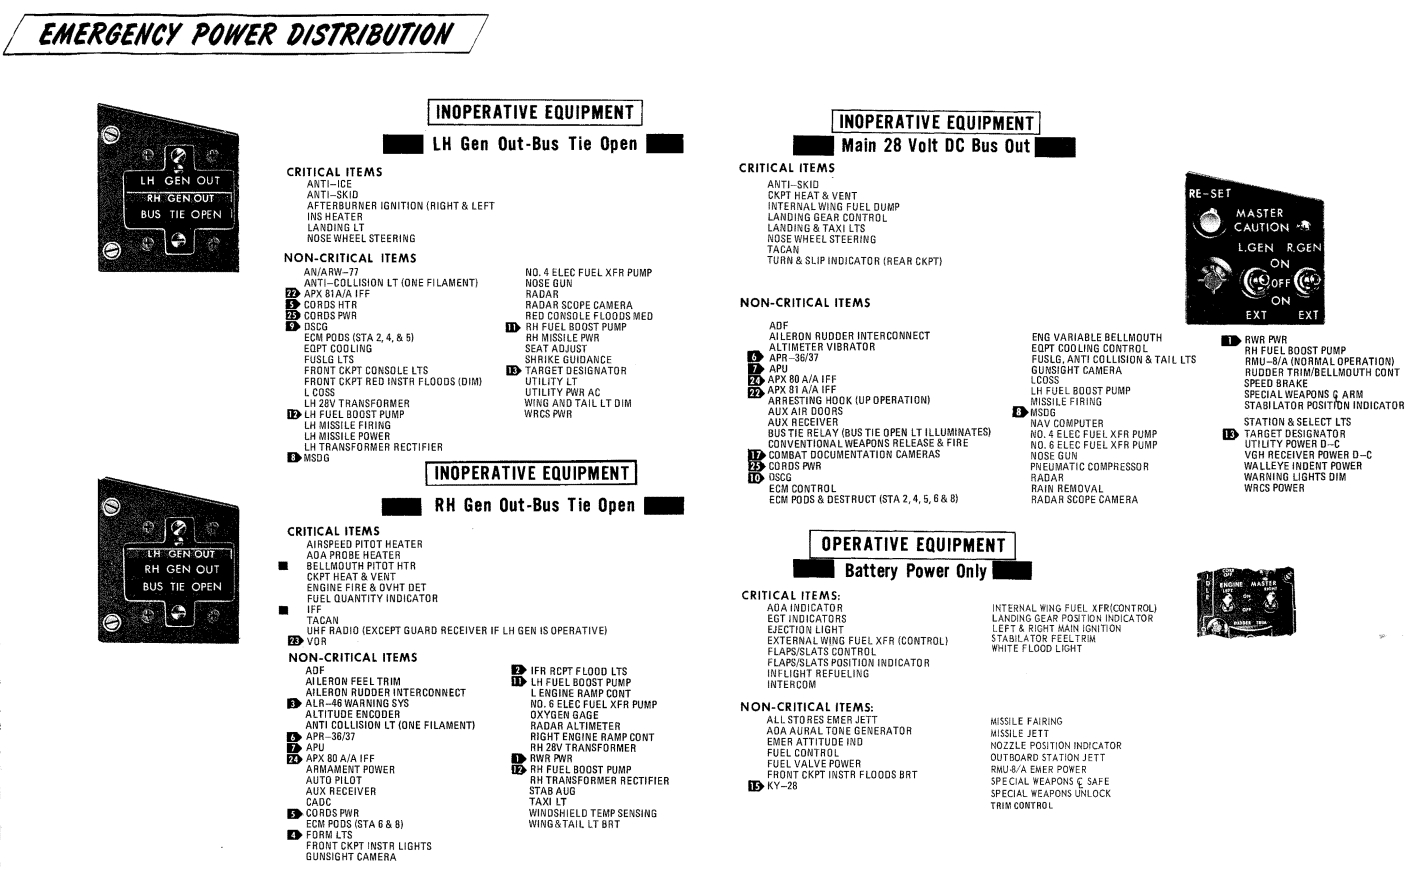 EMERGENCY POWER DISTRIBUTION
INOPERATIVE EQUIPMENT
LH Gen Out-Bus Tie Open
LH GEN OUT
RH GEN OUT
BUS TIE OPEN
CRITICAL ITEMS
ANTI-ICE
ANTI-SKID
AFTERBURNER IGNITION (RIGHT & LEFT
INS HEATER
LANDING LT
NOSE WHEEL STEERING
NON-CRITICAL ITEMS
AN/ARW-77
ANTI-COLLISION LT (ONE FILAMENT)
22 APX 81A/A IFF
5 CORDS HTR
25 CORDS PWR
9 DSCG
ECM PODS (STA 2, 4, & 5)
EQPT COOLING
FUSLG LTS
FRONT CKPT CONSOLE LTS
FRONT CKPT RED INSTR FLOODS (DIM)
L COSS
LH 28V TRANSFORMER
12 LH FUEL BOOST PUMP
LH MISSILE FIRING
LH MISSILE POWER
LH TRANSFORMER RECTIFIER
8 MSDG
NO. 4 ELEC FUEL XFR PUMP
NOSE GUN
RADAR
RADAR SCOPE CAMERA
RED CONSOLE FLOODS MED
11 RH FUEL BOOST PUMP
RH MISSILE PWR
SEAT ADJUST
SHRIKE GUIDANCE
13 TARGET DESIGNATOR
UTILITY LT
UTILITY PWR AC
WING AND TAIL LT DIM
WRCS PWR
INOPERATIVE EQUIPMENT
RH Gen Out-Bus Tie Open
LH GEN OUT
RH GEN OUT
BUS TIE OPEN
CRITICAL ITEMS
AIRSPEED PITOT HEATER
AOA PROBE HEATER
BELLMOUTH PITOT HTR
CKPT HEAT & VENT
ENGINE FIRE & OVHT DET
FUEL QUANTITY INDICATOR
IFF
TACAN
UHF RADIO (EXCEPT GUARD RECEIVER IF LH GEN IS OPERATIVE)
23 VOR
NON-CRITICAL ITEMS
ADF
AILERON FEEL TRIM
AILERON RUDDER INTERCONNECT
3 ALR-46 WARNING SYS
ALTITUDE ENCODER
ANTI COLLISION LT (ONE FILAMENT)
6 APR-36/37
7 APU
24 APX 80 A/A IFF
ARMAMENT POWER
AUTO PILOT
AUX RECEIVER
CADC
5 CORDS PWR
ECM PODS (STA 6 & 8)
4 FORM LTS
FRONT CKPT INSTR LIGHTS
GUNSIGHT CAMERA
2 IFR RCPT FLOOD LTS
11 LH FUEL BOOST PUMP
L ENGINE RAMP CONT
NO. 6 ELEC FUEL XFR PUMP
OXYGEN GAGE
RADAR ALTIMETER
RIGHT ENGINE RAMP CONT
RH 28V TRANSFORMER
1 RWR PWR
12 RH FUEL BOOST PUMP
RH TRANSFORMER RECTIFIER
STAB AUG
TAXI LT
WINDSHIELD TEMP SENSING
WING&TAIL LT BRT
INOPERATIVE EQUIPMENT
Main 28 Volt DC Bus Out
CRITICAL ITEMS
ANTI-SKID
CKPT HEAT & VENT
INTERNAL WING FUEL DUMP
LANDING GEAR CONTROL
LANDING & TAXI LTS
NOSE WHEEL STEERING
TACAN
TURN & SLIP INDICATOR (REAR CKPT)
RE-SET
MASTER
CAUTION
L.GEN R.GEN
ON
OFF
ON
EXT EXT
NON-CRITICAL ITEMS
ADF
AILERON RUDDER INTERCONNECT
ALTIMETER VIBRATOR
6 APR-36/37
7 APU
24 APX 80 A/A IFF
22 APX 81 A/A IFF
ARRESTING HOOK (UP OPERATION)
AUX AIR DOORS
AUX RECEIVER
BUS TIE RELAY (BUS TIE OPEN LT ILLUMINATES)
CONVENTIONAL WEAPONS RELEASE & FIRE
17 COMBAT DOCUMENTATION CAMERAS
25 CORDS PWR
10 DSCG
ECM CONTROL
ECM PODS & DESTRUCT (STA 2, 4, 5, 6 & 8)
ENG VARIABLE BELLMOUTH
EQPT COOLING CONTROL
FUSLG, ANTI COLLISION & TAIL LTS
GUNSIGHT CAMERA
LCOSS
LH FUEL BOOST PUMP
MISSILE FIRING
8 MSDG
NAV COMPUTER
NO. 4 ELEC FUEL XFR PUMP
NO. 6 ELEC FUEL XFR PUMP
NOSE GUN
PNEUMATIC COMPRESSOR
RADAR
RAIN REMOVAL
RADAR SCOPE CAMERA
1 RWR PWR
RH FUEL BOOST PUMP
RMU-8/A (NORMAL OPERATION)
RUDDER TRIM/BELLMOUTH CONT
SPEED BRAKE
SPECIAL WEAPONS ℄ ARM
STABILATOR POSITION INDICATOR
STATION & SELECT LTS
13 TARGET DESIGNATOR
UTILITY POWER D-C
VGH RECEIVER POWER D-C
WALLEYE INDENT POWER
WARNING LIGHTS DIM
WRCS POWER
OPERATIVE EQUIPMENT
Battery Power Only
CRITICAL ITEMS:
AOA INDICATOR
EGT INDICATORS
EJECTION LIGHT
EXTERNAL WING FUEL XFR (CONTROL)
FLAPS/SLATS CONTROL
FLAPS/SLATS POSITION INDICATOR
INFLIGHT REFUELING
INTERCOM
INTERNAL WING FUEL XFR(CONTROL)
LANDING GEAR POSITION INDICATOR
LEFT & RIGHT MAIN IGNITION
STABILATOR FEEL TRIM
WHITE FLOOD LIGHT
ENGINE MASTER
LEFT RIGHT
ON
OFF
RUDDER TRIM
NON-CRITICAL ITEMS:
ALL STORES EMER JETT
AOA AURAL TONE GENERATOR
EMER ATTITUDE IND
FUEL CONTROL
FUEL VALVE POWER
FRONT CKPT INSTR FLOODS BRT
15 KY-28
MISSILE FAIRING
MISSILE JETT
NOZZLE POSITION INDICATOR
OUTBOARD STATION JETT
RMU-8/A EMER POWER
SPECIAL WEAPONS ℄ SAFE
SPECIAL WEAPONS UNLOCK
TRIM CONTROL